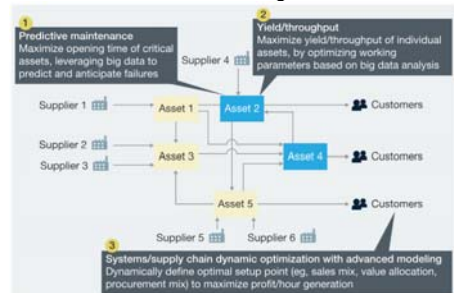 1
Predictive maintenance
Maximize opening time of critical
assets, leveraging big data to
predict and anticipate failures
2
Yield/throughput
Maximize yield/throughput of individual
assets, by optimizing working
parameters based on big data analysis
Supplier 4
Supplier 1
Asset 1
Asset 2
Customers
Supplier 2
Supplier 3
Asset 3
Asset 4
Customers
Asset 5
Customers
Supplier 5
Supplier 6
3
Systems/supply chain dynamic optimization with advanced modeling
Dynamically define optimal setup point (eg, sales mix, value allocation,
procurement mix) to maximize profit/hour generation